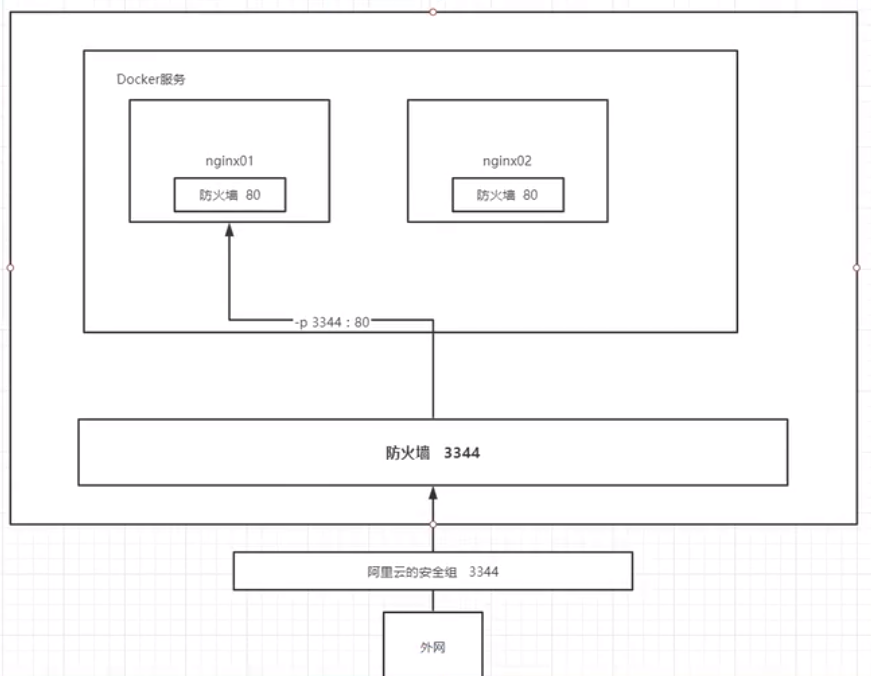 Docker服务
nginx01
nginx02
防火墙 80
防火墙 80
-p 3344：80
防火墙 3344
阿里云的安全组 3344
外网